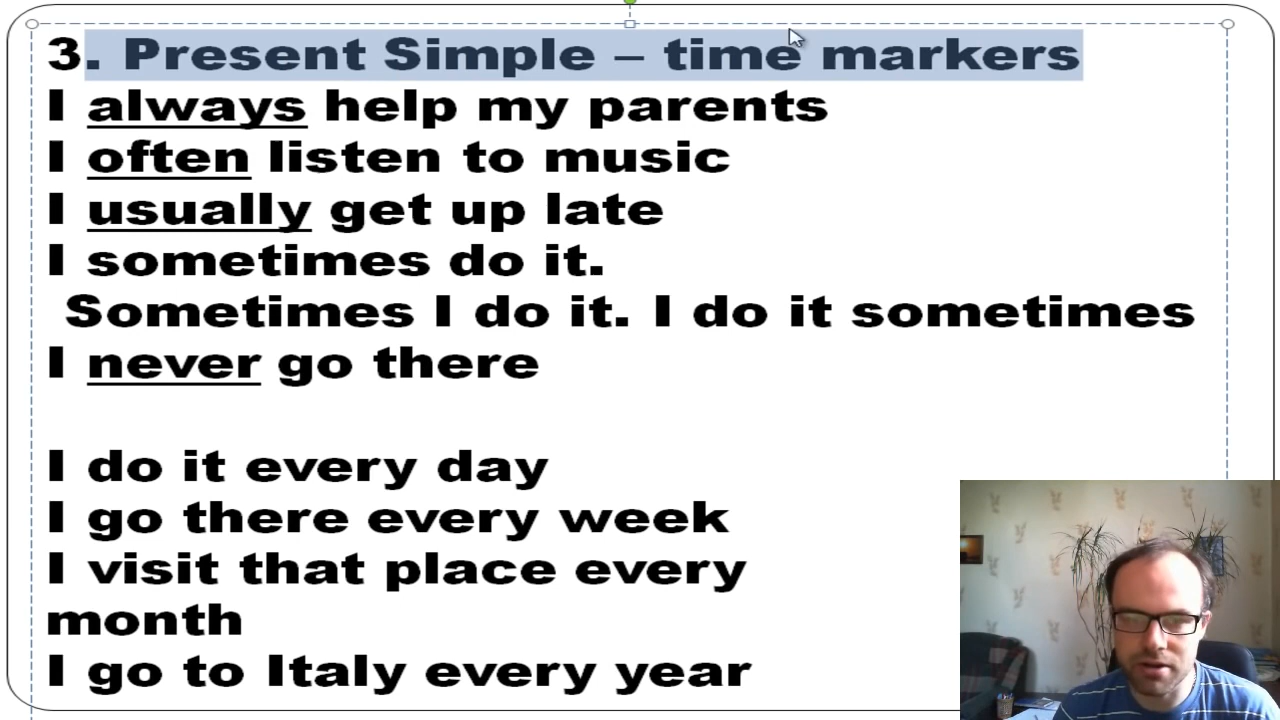 3. Present Simple – time markers
I always help my parents
I often listen to music
I usually get up late
I sometimes do it.
Sometimes I do it. I do it sometimes
I never go there
I do it every day
I go there every week
I visit that place every
month
I go to Italy every year